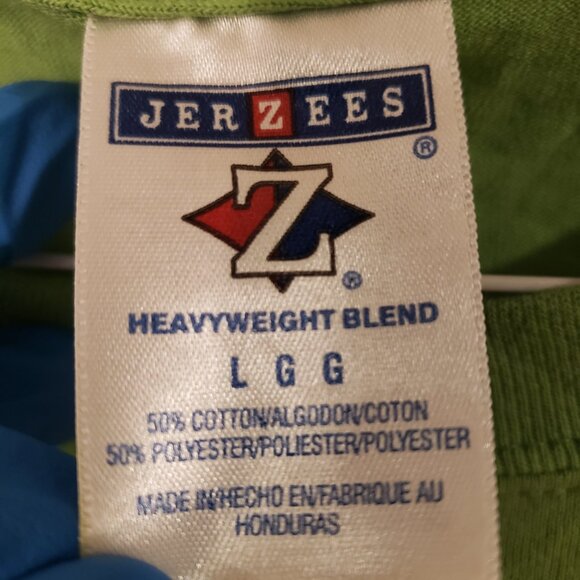 JERZEES
®
Z
®
HEAVYWEIGHT BLEND
L G G
50% COTTON/ALGODON/COTON
50% POLYESTER/POLIESTER/POLYESTER
MADE IN/HECHO EN/FABRIQUE AU
HONDURAS